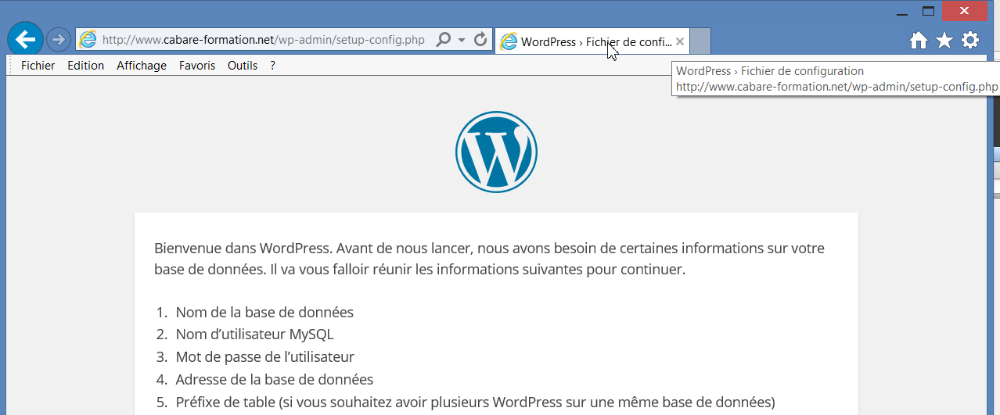 http://www.cabare-formation.net/wp-admin/setup-config.php
WordPress › Fichier de confi...
Fichier Edition Affichage Favoris Outils ?
WordPress › Fichier de configuration
http://www.cabare-formation.net/wp-admin/setup-config.php
Bienvenue dans WordPress. Avant de nous lancer, nous avons besoin de certaines informations sur votre
base de données. Il va vous falloir réunir les informations suivantes pour continuer.
1. Nom de la base de données
2. Nom d’utilisateur MySQL
3. Mot de passe de l’utilisateur
4. Adresse de la base de données
5. Préfixe de table (si vous souhaitez avoir plusieurs WordPress sur une même base de données)